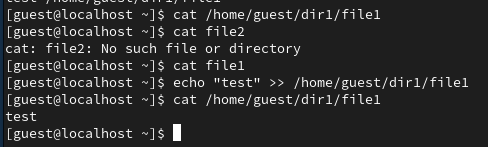 [guest@localhost ~]$ cat /home/guest/dir1/file1
[guest@localhost ~]$ cat file2
cat: file2: No such file or directory
[guest@localhost ~]$ cat file1
[guest@localhost ~]$ echo "test" >> /home/guest/dir1/file1
[guest@localhost ~]$ cat /home/guest/dir1/file1
test
[guest@localhost ~]$